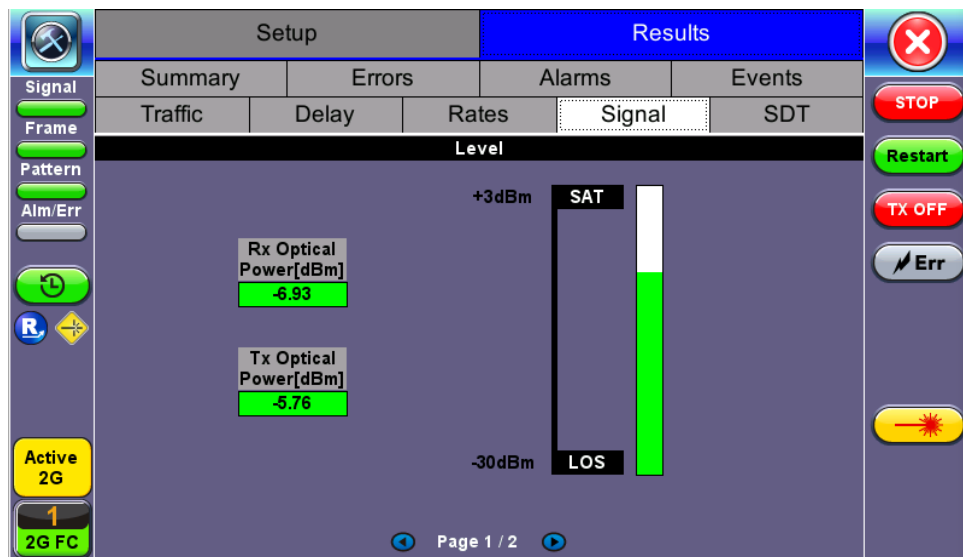 Setup Results
Summary Errors Alarms Events
Traffic Delay Rates Signal SDT
Level
Signal
Frame
Pattern
Alm/Err
R
Active
2G
1
2G FC
+3dBm SAT
Rx Optical
Power[dBm]
-6.93
Tx Optical
Power[dBm]
-5.76
-30dBm LOS
Page 1 / 2
STOP
Restart
TX OFF
Err